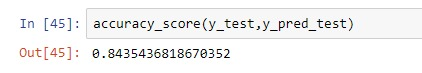 In [45]: accuracy_score(y_test,y_pred_test)
Out[45]: 0.8435436818670352